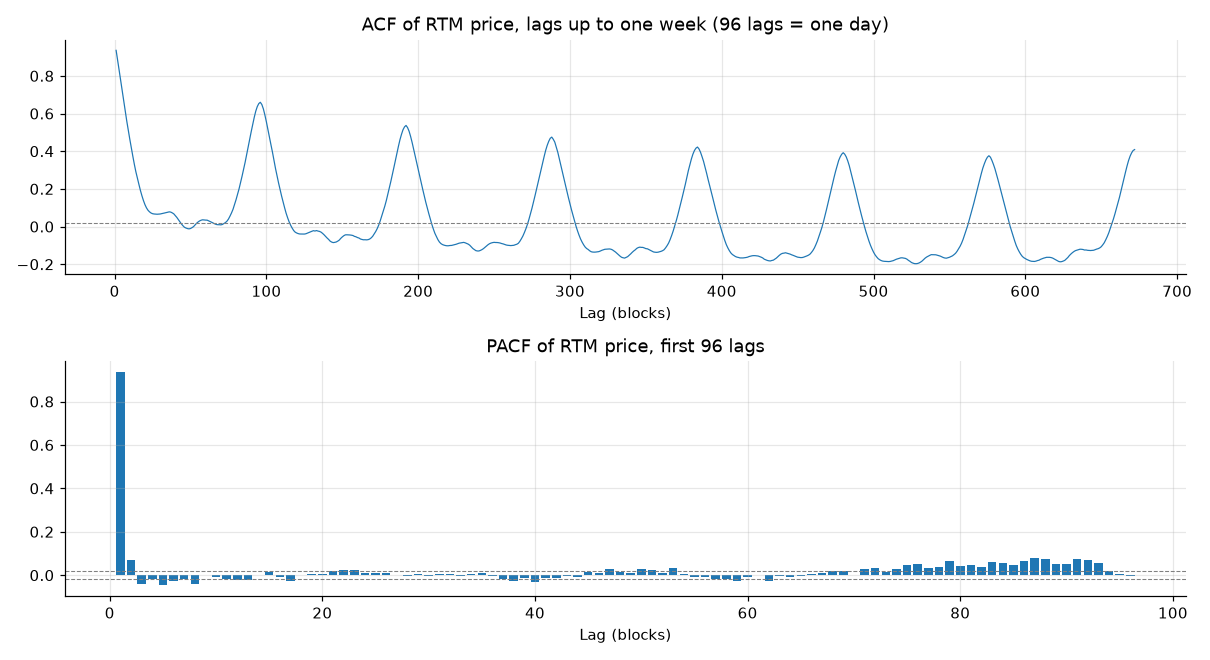 ACF of RTM price, lags up to one week (96 lags = one day)
0.8
0.6
0.4
0.2
0.0
−0.2
0 100 200 300 400 500 600 700
Lag (blocks)
PACF of RTM price, first 96 lags
0.8
0.6
0.4
0.2
0.0
0 20 40 60 80 100
Lag (blocks)